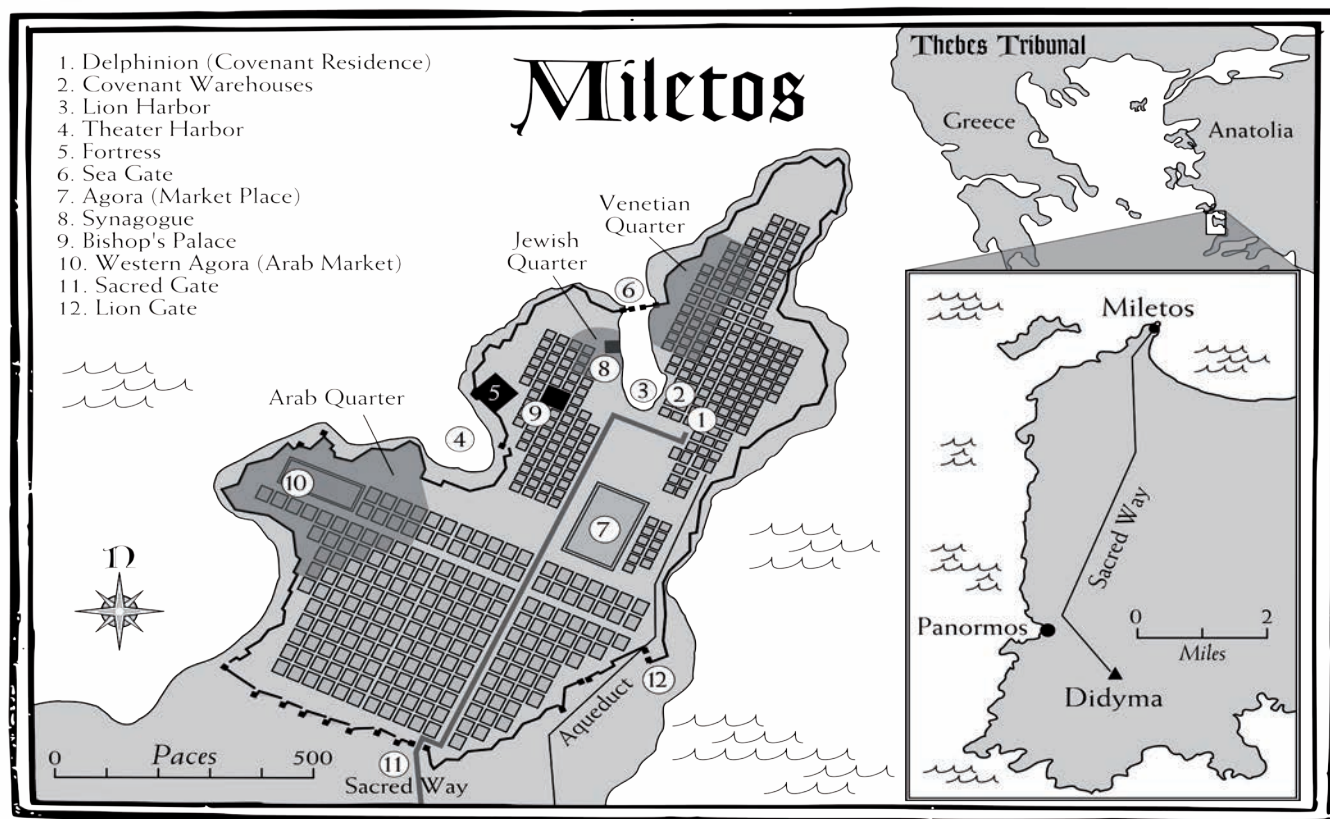 1. Delphinion (Covenant Residence)
2. Covenant Warehouses
3. Lion Harbor
4. Theater Harbor
5. Fortress
6. Sea Gate
7. Agora (Market Place)
8. Synagogue
9. Bishop's Palace
10. Western Agora (Arab Market)
11. Sacred Gate
12. Lion Gate
Miletos
Thebes Tribunal
Greece
Anatolia
Venetian
Quarter
Jewish
Quarter
6
8
3
2
1
5
9
4
Arab Quarter
10
7
12
Aqueduct
11
Sacred Way
n
0 Paces 500
Miletos
Sacred Way
Panormos
0 2
Miles
Didyma